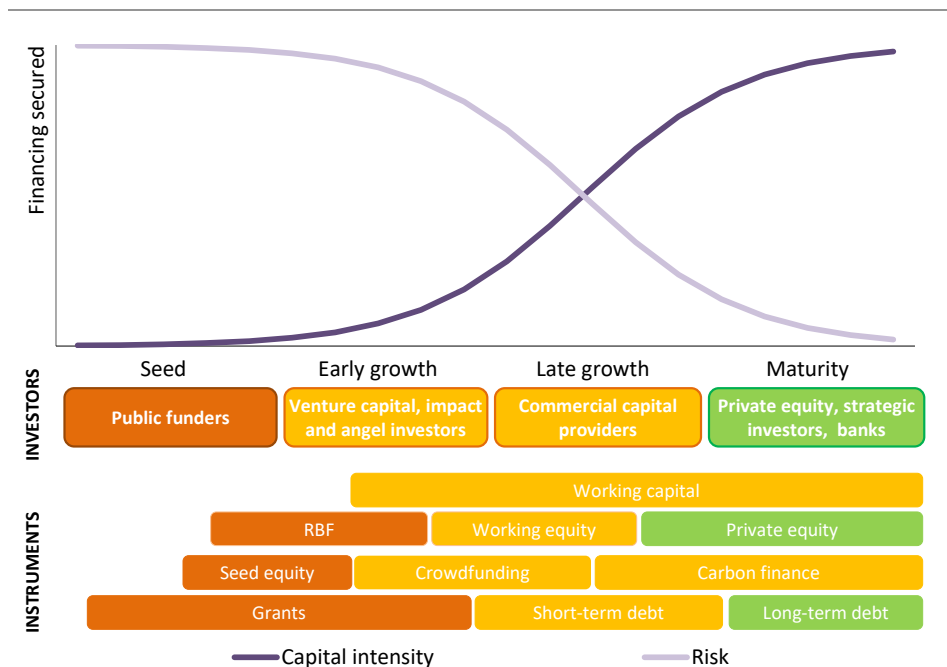 Financing secured
Seed
Early growth
Late growth
Maturity
INVESTORS
Public funders
Venture capital, impact
and angel investors
Commercial capital
providers
Private equity, strategic
investors, banks
INSTRUMENTS
Working capital
RBF
Working equity
Private equity
Seed equity
Crowdfunding
Carbon finance
Grants
Short-term debt
Long-term debt
Capital intensity
Risk